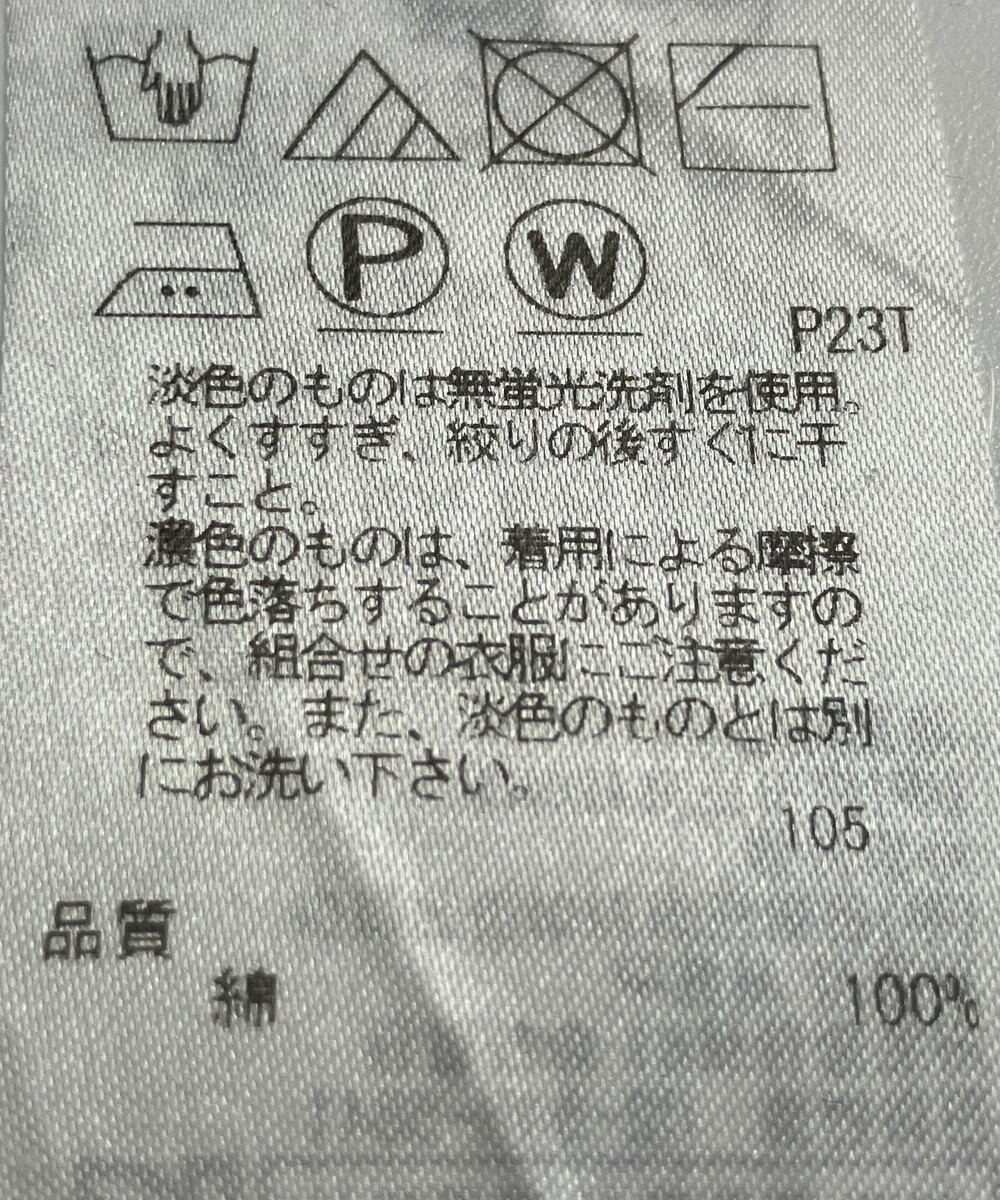 P W
P23T
淡色のものは無蛍光洗剤を使用。
よくすすぎ、絞りの後すぐに干
すこと。
濃色のものは、着用による摩擦
で色落ちすることがありますの
で、組合せの衣服にご注意くだ
さい。また、淡色のものとは別
にお洗い下さい。
105
品質
綿 100%